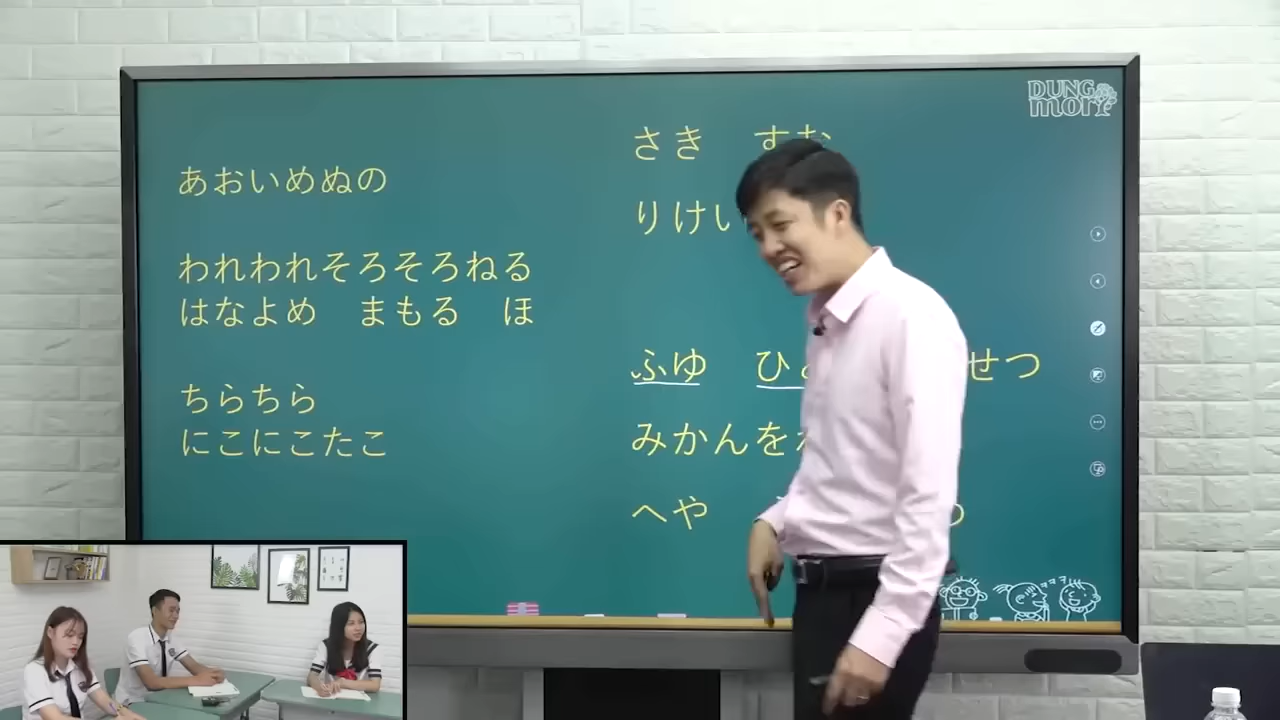 DUNG mori
あおいめぬの
われわれそろそろねる
はなよめ まもる ほ
ちらちら
にこにこたこ
さき すむ
りけい
ふゆ ひ せつ
みかんを
へや